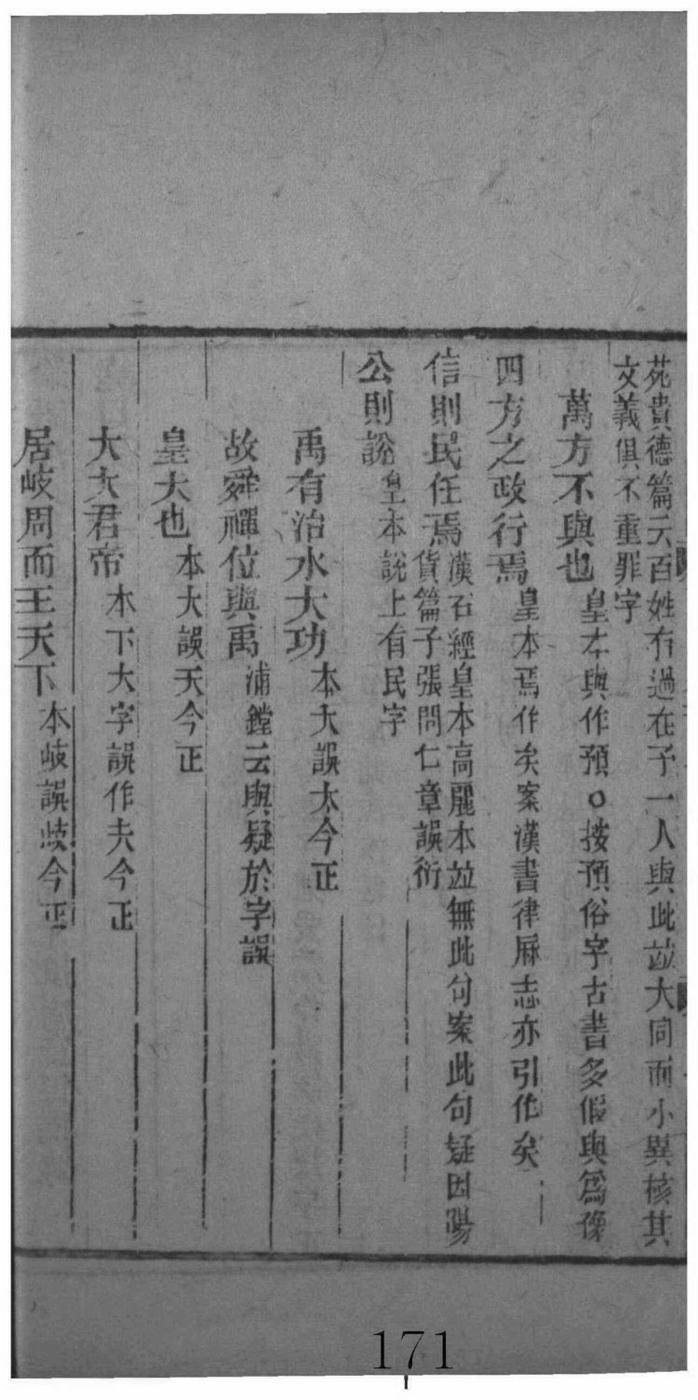 苑貴德篇云百姓有過在予一人與此竝大同而小異核其
文義俱不重罪字
萬方不與也皇本與作預○按預俗字古書多假與爲豫
四方之政行焉皇本焉作矣案漢書律厤志亦引作矣
信則民任焉漢石經皇本高麗本竝無此句案此句疑因陽
貨篇子張問仁章誤衍
公則說皇本說上有民字
禹有治水大功本大誤太今正
故舜禪位與禹浦鏜云與疑於字誤
皇大也本大誤天今正
大大君帝本下大字誤作夫今正
居岐周而王天下本岐誤歧今正
171